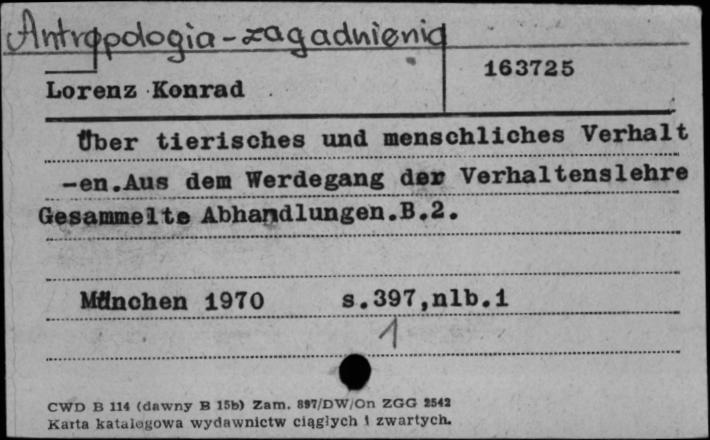 Antropologia-zagadnienia
163725
Lorenz Konrad
Über tierisches und menschliches Verhalt
-en.Aus dem Werdegang der Verhaltenslehre
Gesammelte Abhandlungen.B.2.
München 1970 s.397,nlb.1
1
CWD B 114 (dawny B 15b) Zam. 897/DW/On ZGG 2542
Karta katalogowa wydawnictw ciągłych i zwartych.